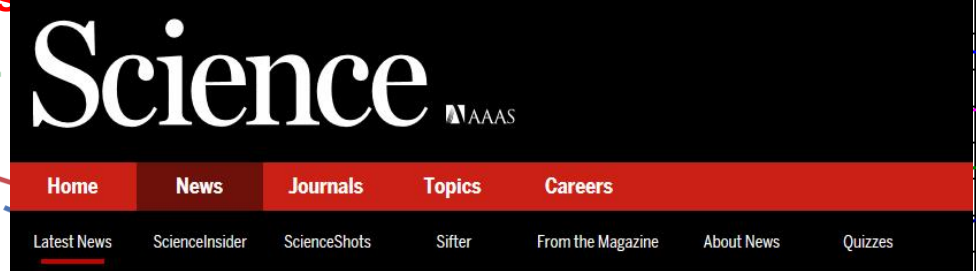 Science AAAS
Home News Journals Topics Careers
Latest News ScienceInsider ScienceShots Sifter From the Magazine About News Quizzes